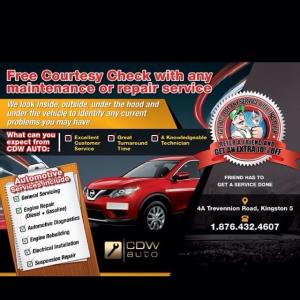 Free Courtesy Check with any
maintenance or repair service
We look inside, outside, under the hood and
under the vehicle to identify any current
problems you may have
What can you
expect from
CDW AUTO:
Excellent
Customer
Service
Great
Turnaround
Time
A Knowledgeable
Technician
REFER A FRIEND AND
GET AN EXTRA 10% OFF
FRIEND HAS TO
GET A SERVICE DONE
Automotive
Services Include
General Servicing
Engine Repair
(Diesel + Gasoline)
Automotive Diagnostics
Engine Rebuilding
Electrical Installation
Suspension Repair
CDW
auto
4A Trevennion Road, Kingston 5
1.876.432.4607